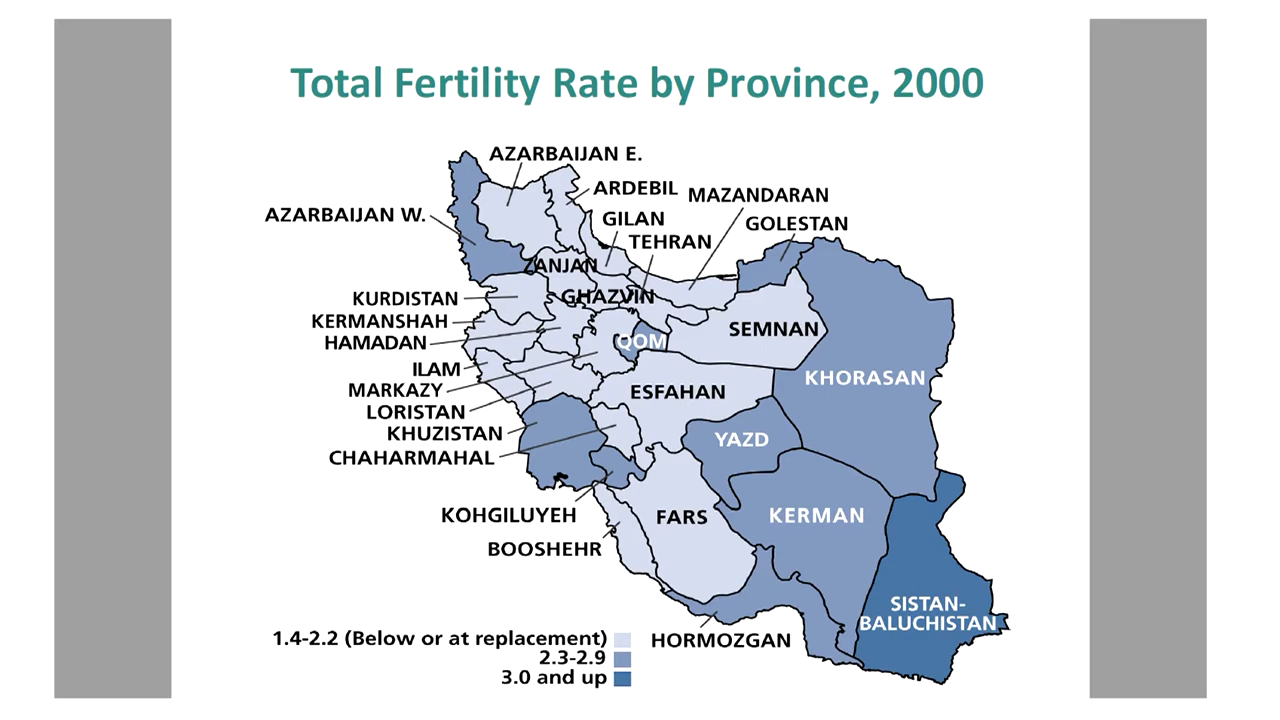 Total Fertility Rate by Province, 2000
AZARBAIJAN E.
ARDEBIL
MAZANDARAN
AZARBAIJAN W.
GILAN
GOLESTAN
TEHRAN
ZANJAN
KURDISTAN
GHAZVIN
KERMANSHAH
SEMNAN
HAMADAN
QOM
ILAM
KHORASAN
MARKAZY
ESFAHAN
LORISTAN
KHUZISTAN
YAZD
CHAHARMAHAL
KOHGILUYEH
FARS
KERMAN
BOOSHEHR
SISTAN-
BALUCHISTAN
HORMOZGAN
1.4-2.2 (Below or at replacement)
2.3-2.9
3.0 and up